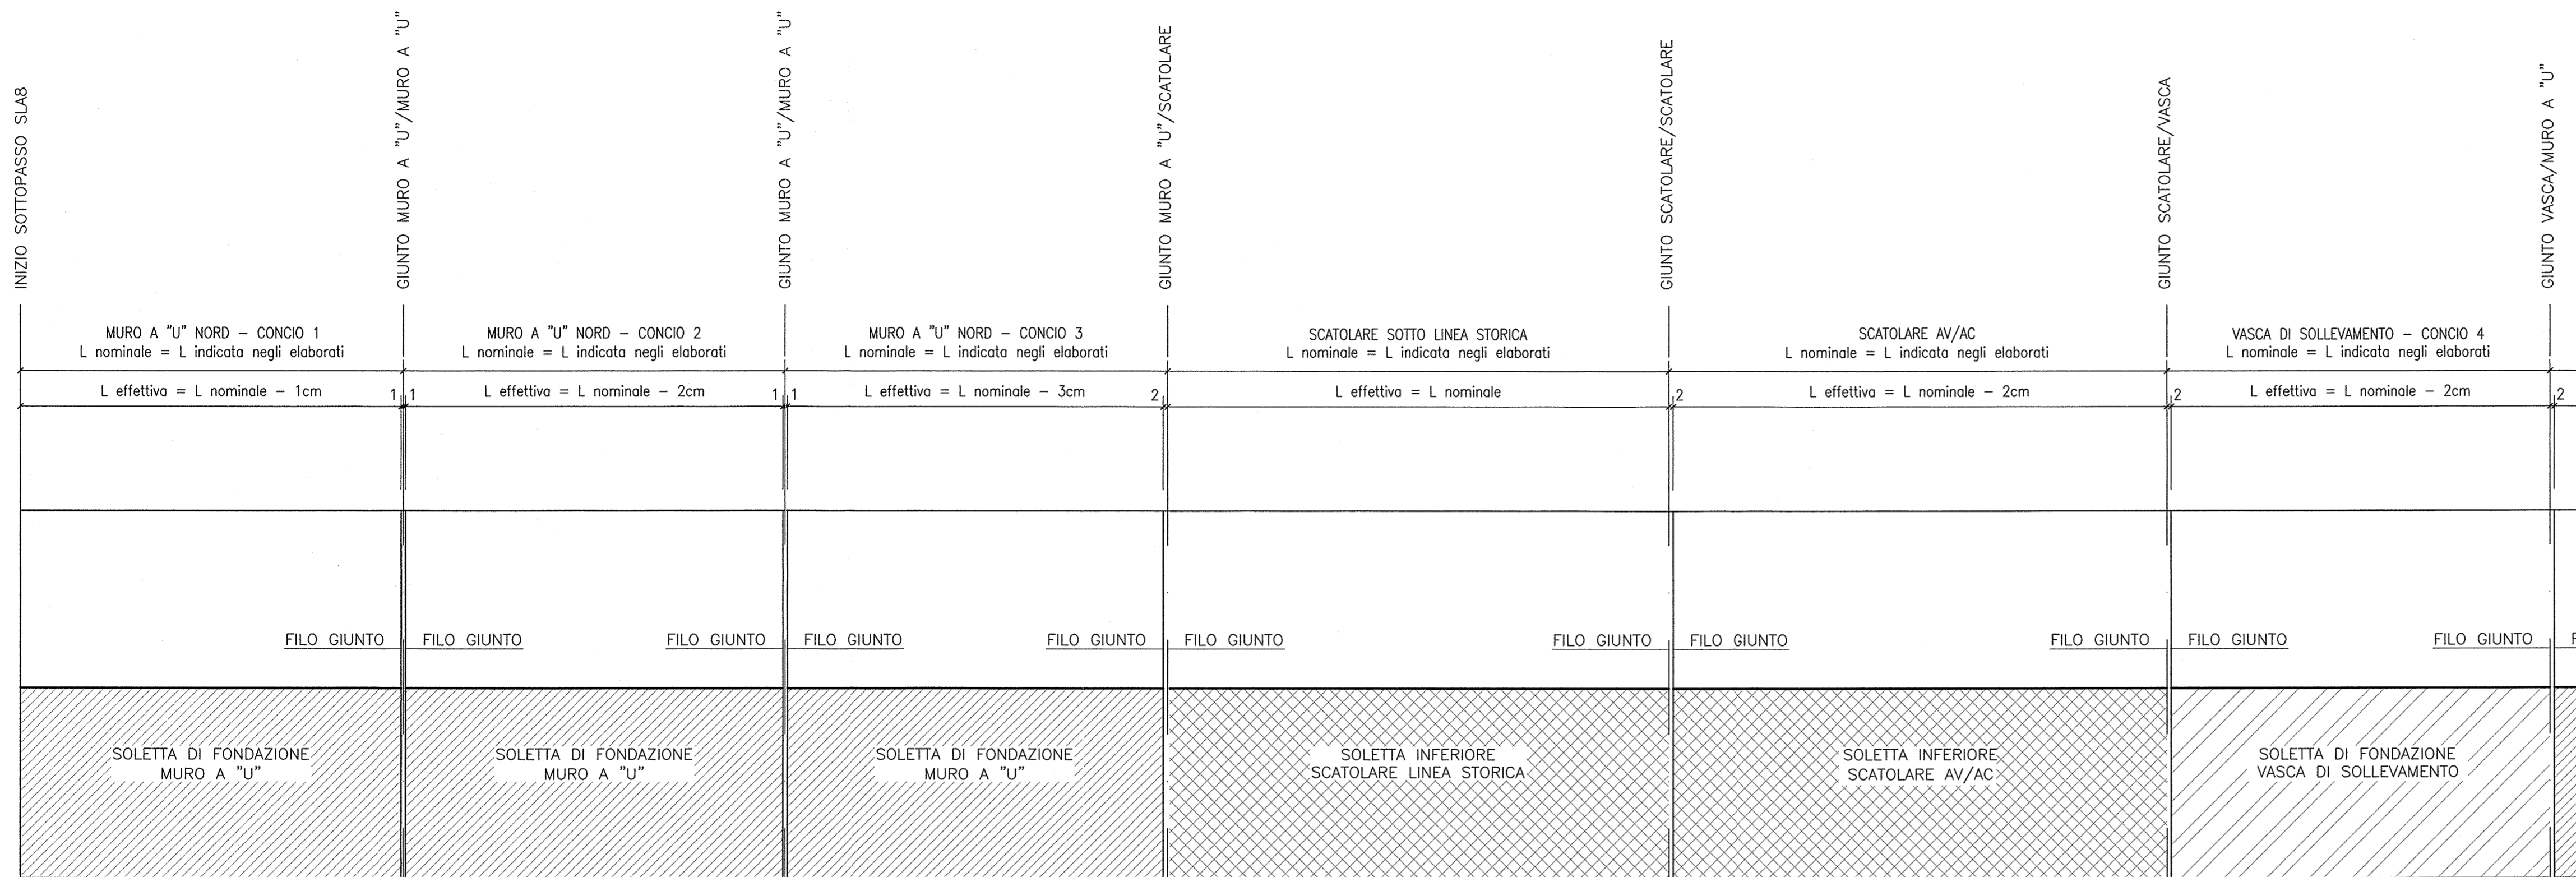 INIZIO SOTTOPASSO SLA8
GIUNTO MURO A "U"/MURO A "U"
GIUNTO MURO A "U"/MURO A "U"
GIUNTO MURO A "U"/SCATOLARE
GIUNTO SCATOLARE/SCATOLARE
GIUNTO SCATOLARE/VASCA
GIUNTO VASCA/MURO A "U"
MURO A "U" NORD – CONCIO 1
L nominale = L indicata negli elaborati
MURO A "U" NORD – CONCIO 2
L nominale = L indicata negli elaborati
MURO A "U" NORD – CONCIO 3
L nominale = L indicata negli elaborati
SCATOLARE SOTTO LINEA STORICA
L nominale = L indicata negli elaborati
SCATOLARE AV/AC
L nominale = L indicata negli elaborati
VASCA DI SOLLEVAMENTO – CONCIO 4
L nominale = L indicata negli elaborati
L effettiva = L nominale – 1cm
1
1
L effettiva = L nominale – 2cm
1
1
L effettiva = L nominale – 3cm
2
L effettiva = L nominale
2
L effettiva = L nominale – 2cm
2
L effettiva = L nominale – 2cm
2
FILO GIUNTO
FILO GIUNTO
FILO GIUNTO
FILO GIUNTO
FILO GIUNTO
FILO GIUNTO
FILO GIUNTO
FILO GIUNTO
FILO GIUNTO
FILO GIUNTO
FILO GIUNTO
SOLETTA DI FONDAZIONE
MURO A "U"
SOLETTA DI FONDAZIONE
MURO A "U"
SOLETTA DI FONDAZIONE
MURO A "U"
SOLETTA INFERIORE
SCATOLARE LINEA STORICA
SOLETTA INFERIORE
SCATOLARE AV/AC
SOLETTA DI FONDAZIONE
VASCA DI SOLLEVAMENTO